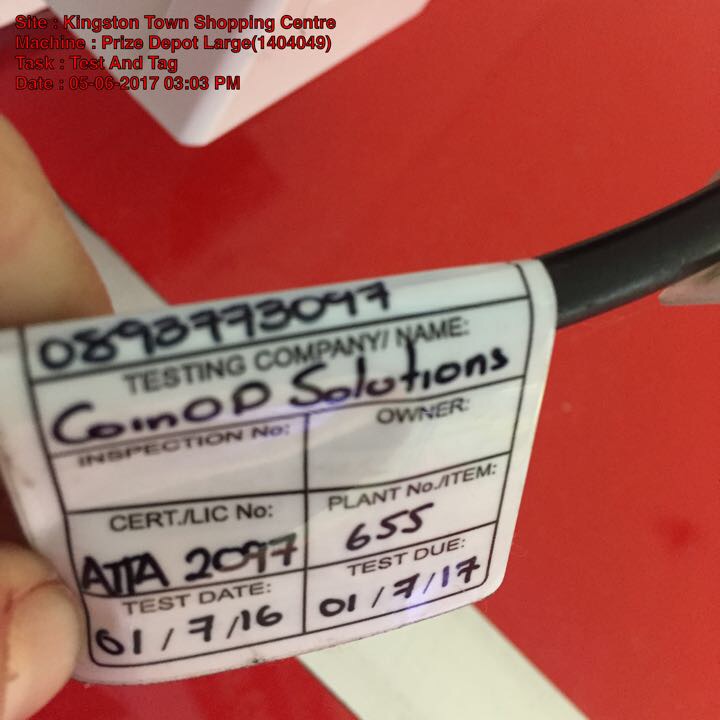 Site : Kingston Town Shopping Centre
Machine : Prize Depot Large(1404049)
Task : Test And Tag
Date : 05-06-2017 03:03 PM
0893773097
TESTING COMPANY/ NAME:
CoinOP Solutions
INSPECTION No:
OWNER:
CERT./LIC No:
PLANT No./ITEM:
ATTA 2097
655
TEST DATE:
TEST DUE:
01/7/16
01/7/17